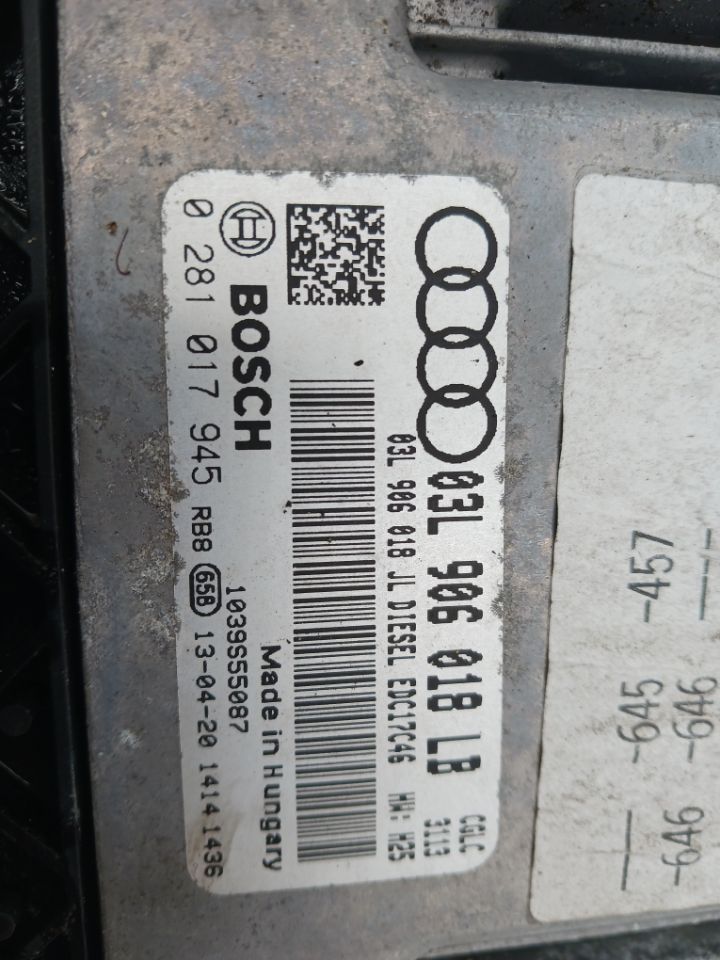 03L 906 018 LB
CGLC
3113
03L 906 018 JL DIESEL EDC17C46 HW: H25
BOSCH
Made in Hungary
1039S55087
0 281 017 945 RB8 658 13-04-20 1414 1436
-457
-645 -646
-646